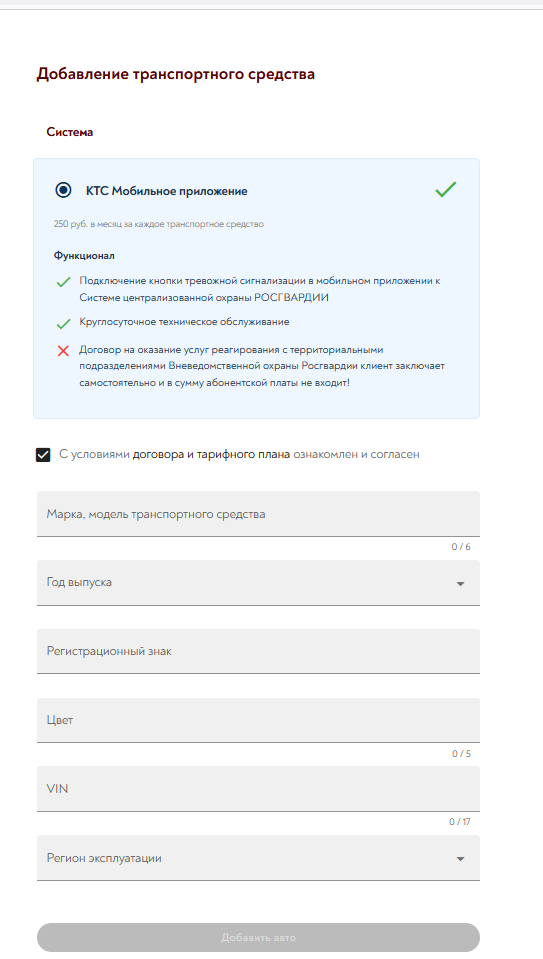 Добавление транспортного средства
Система
КТС Мобильное приложение
250 руб. в месяц за каждое транспортное средство
Функционал
Подключение кнопки тревожной сигнализации в мобильном приложении к
Системе централизованной охраны РОСГВАРДИИ
Круглосуточное техническое обслуживание
Договор на оказание услуг реагирования с территориальными
подразделениями Вневедомственной охраны Росгвардии клиент заключает
самостоятельно и в сумму абонентской платы не входит!
С условиями договора и тарифного плана ознакомлен и согласен
Марка, модель транспортного средства
0 / 6
Год выпуска
Регистрационный знак
Цвет
0 / 5
VIN
0 / 17
Регион эксплуатации
Добавить авто